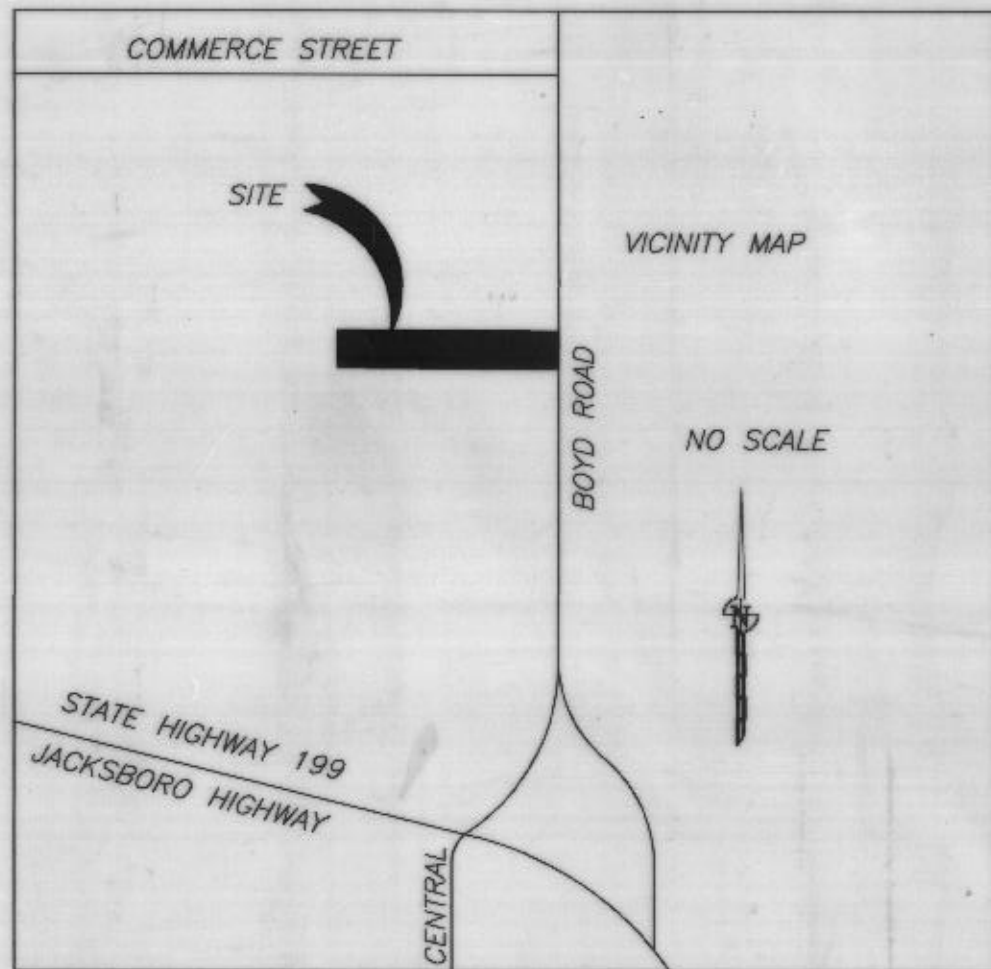 COMMERCE STREET
SITE
VICINITY MAP
BOYD ROAD
NO SCALE
N
STATE HIGHWAY 199
JACKSBORO HIGHWAY
CENTRAL